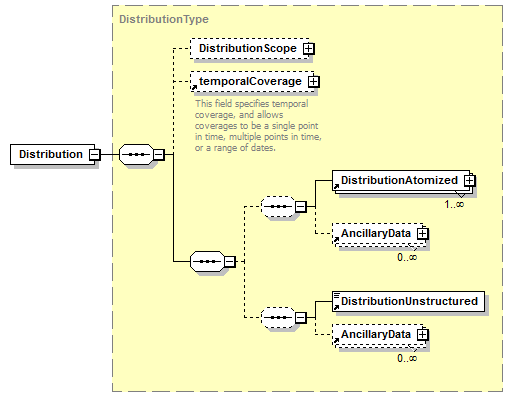 DistributionType
DistributionScope
temporalCoverage
This field specifies temporal
coverage, and allows
coverages to be a single point
in time, multiple points in time,
or a range of dates.
Distribution
DistributionAtomized
1..∞
AncillaryData
0..∞
DistributionUnstructured
AncillaryData
0..∞